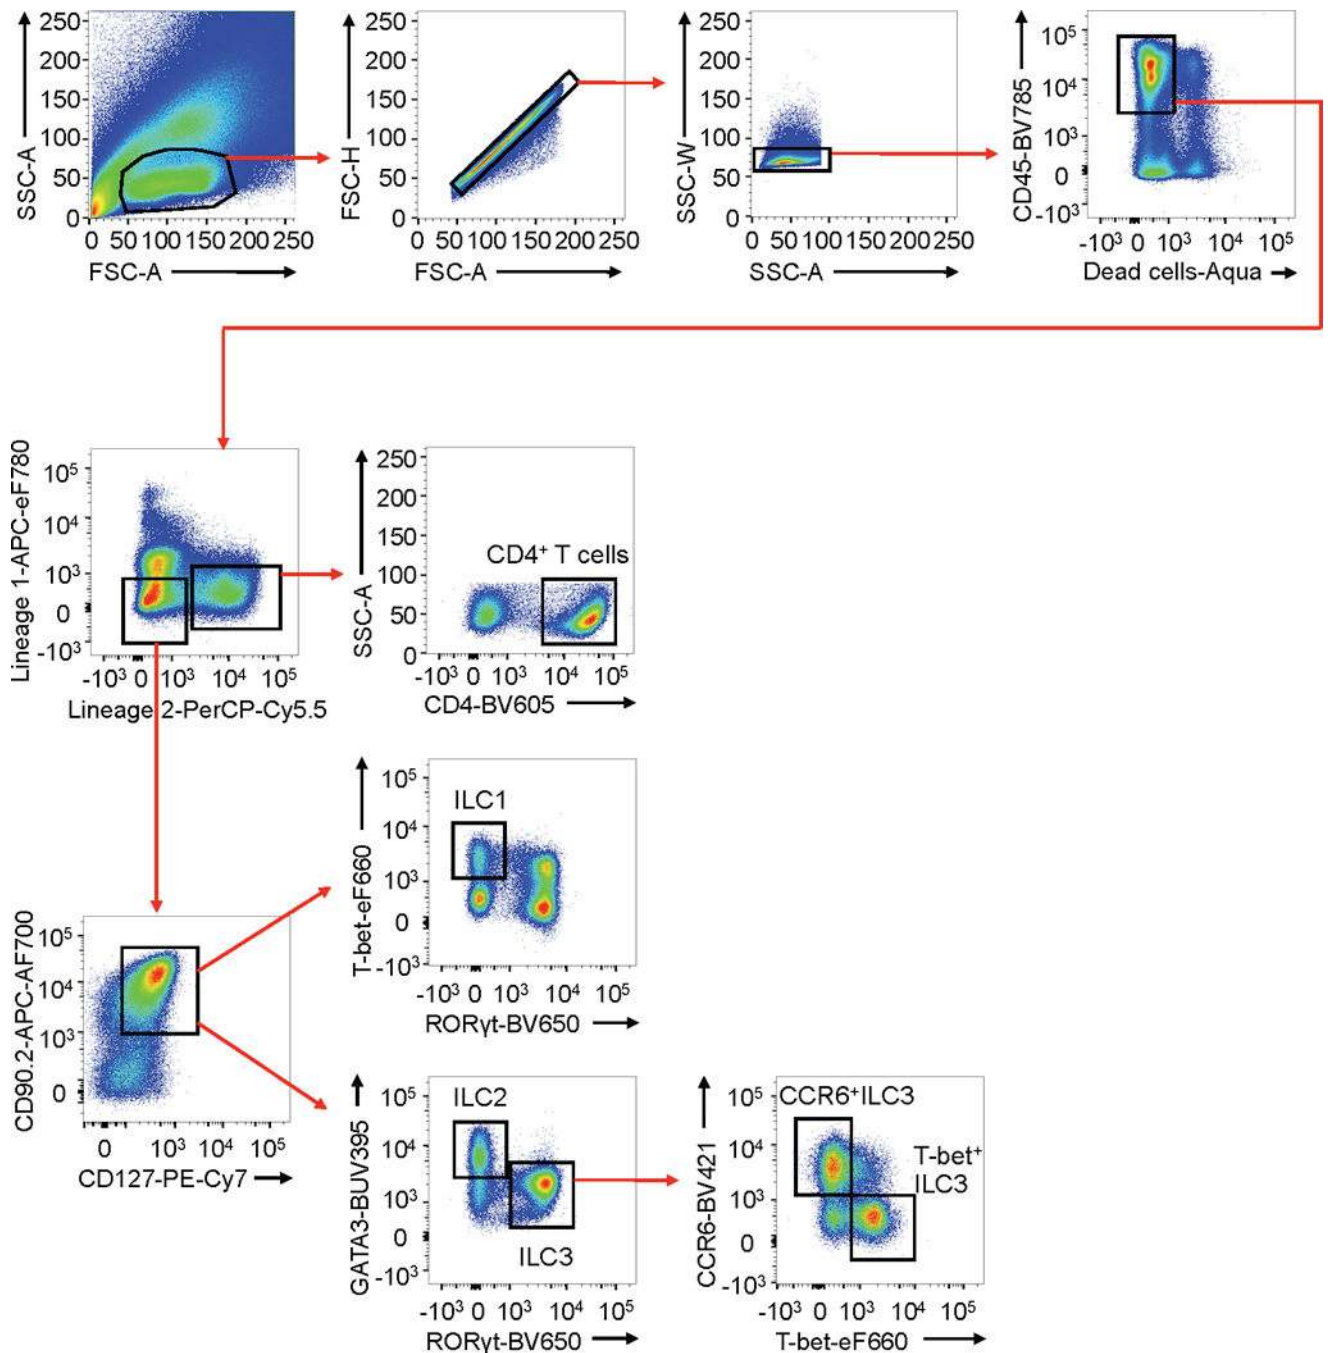 SSC-A
250
200
150
100
50
0
0 50 100 150 200 250
FSC-A
FSC-H
250
200
150
100
50
0
0 50 100 150 200 250
FSC-A
SSC-W
250
200
150
100
50
0
0 50 100 150 200 250
SSC-A
CD45-BV785
10⁵
10⁴
10³
0
-10³
-10³ 0 10³ 10⁴ 10⁵
Dead cells-Aqua
Lineage 1-APC-eF780
10⁵
10⁴
10³
0
-10³
-10³ 0 10³ 10⁴ 10⁵
Lineage 2-PerCP-Cy5.5
SSC-A
250
200
150
100
50
0
CD4⁺ T cells
-10³ 0 10³ 10⁴ 10⁵
CD4-BV605
T-bet-eF660
10⁵
10⁴
10³
0
-10³
ILC1
-10³ 0 10³ 10⁴ 10⁵
RORγt-BV650
CD90.2-APC-AF700
10⁵
10⁴
10³
0
0 10³ 10⁴ 10⁵
CD127-PE-Cy7
GATA3-BUV395
10⁵
10⁴
10³
0
-10³
ILC2
ILC3
-10³ 0 10³ 10⁴ 10⁵
RORγt-BV650
CCR6-BV421
10⁵
10⁴
10³
0
-10³
CCR6⁺ILC3
T-bet⁺
ILC3
-10³ 0 10³ 10⁴ 10⁵
T-bet-eF660